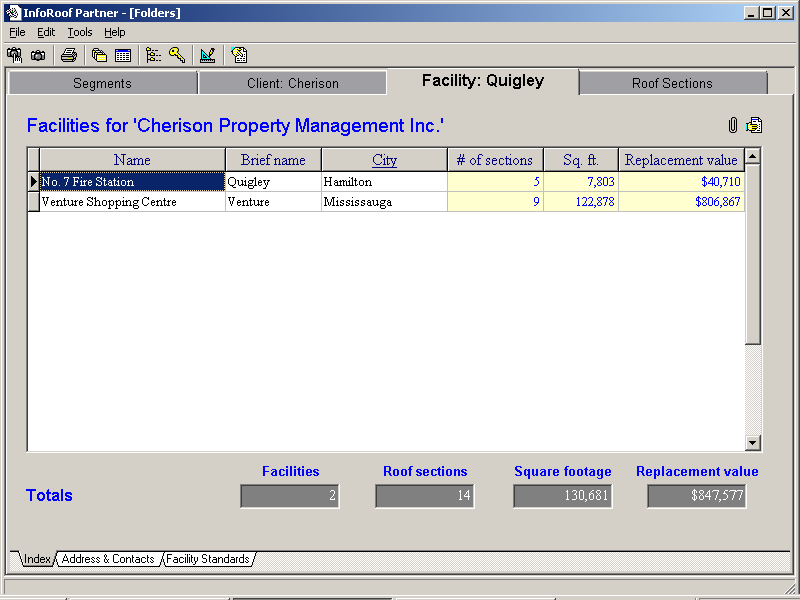 InfoRoof Partner - [Folders]
File Edit Tools Help
Segments Client: Cherison Facility: Quigley Roof Sections
Facilities for 'Cherison Property Management Inc.'
Name Brief name City # of sections Sq. ft. Replacement value
No. 7 Fire Station Quigley Hamilton 5 7,803 $40,710
Venture Shopping Centre Venture Mississauga 9 122,878 $806,867
Facilities Roof sections Square footage Replacement value
Totals 2 14 130,681 $847,577
Index Address & Contacts Facility Standards